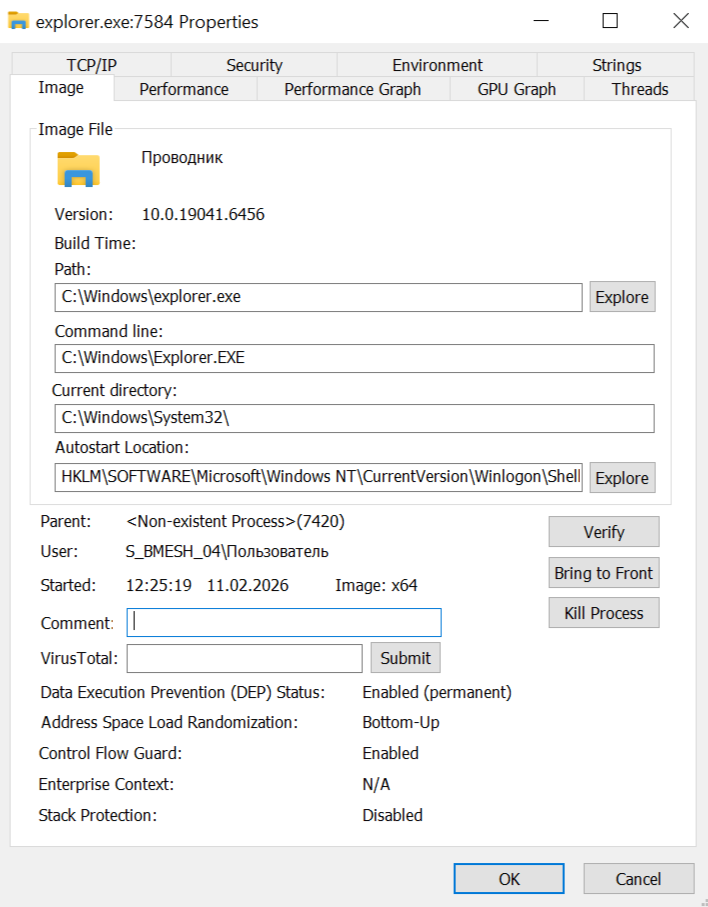 explorer.exe:7584 Properties
TCP/IP Security Environment Strings
Image Performance Performance Graph GPU Graph Threads
Image File
Проводник
Version: 10.0.19041.6456
Build Time:
Path:
C:\Windows\explorer.exe Explore
Command line:
C:\Windows\Explorer.EXE
Current directory:
C:\Windows\System32\
Autostart Location:
HKLM\SOFTWARE\Microsoft\Windows NT\CurrentVersion\Winlogon\Shell Explore
Parent: <Non-existent Process>(7420)
Verify
User: S_BMESH_04\Пользователь
Bring to Front
Started: 12:25:19 11.02.2026 Image: x64
Kill Process
Comment:
VirusTotal: Submit
Data Execution Prevention (DEP) Status: Enabled (permanent)
Address Space Load Randomization: Bottom-Up
Control Flow Guard: Enabled
Enterprise Context: N/A
Stack Protection: Disabled
OK Cancel